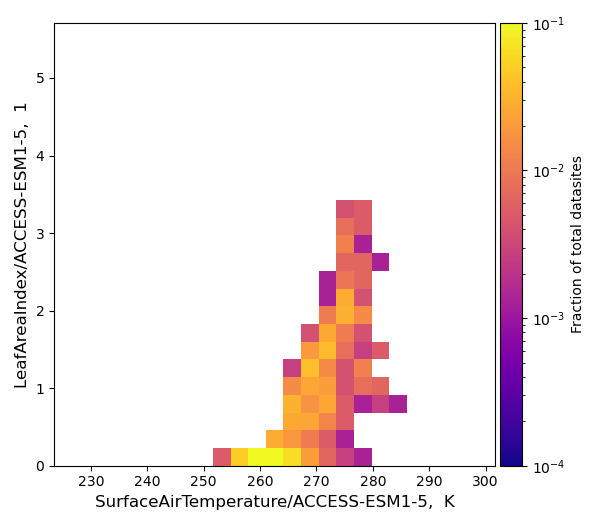 10⁻¹
5
4
10⁻²
3
2
10⁻³
1
0
10⁻⁴
230 240 250 260 270 280 290 300
SurfaceAirTemperature/ACCESS-ESM1-5, K
LeafAreaIndex/ACCESS-ESM1-5, 1
Fraction of total datasites